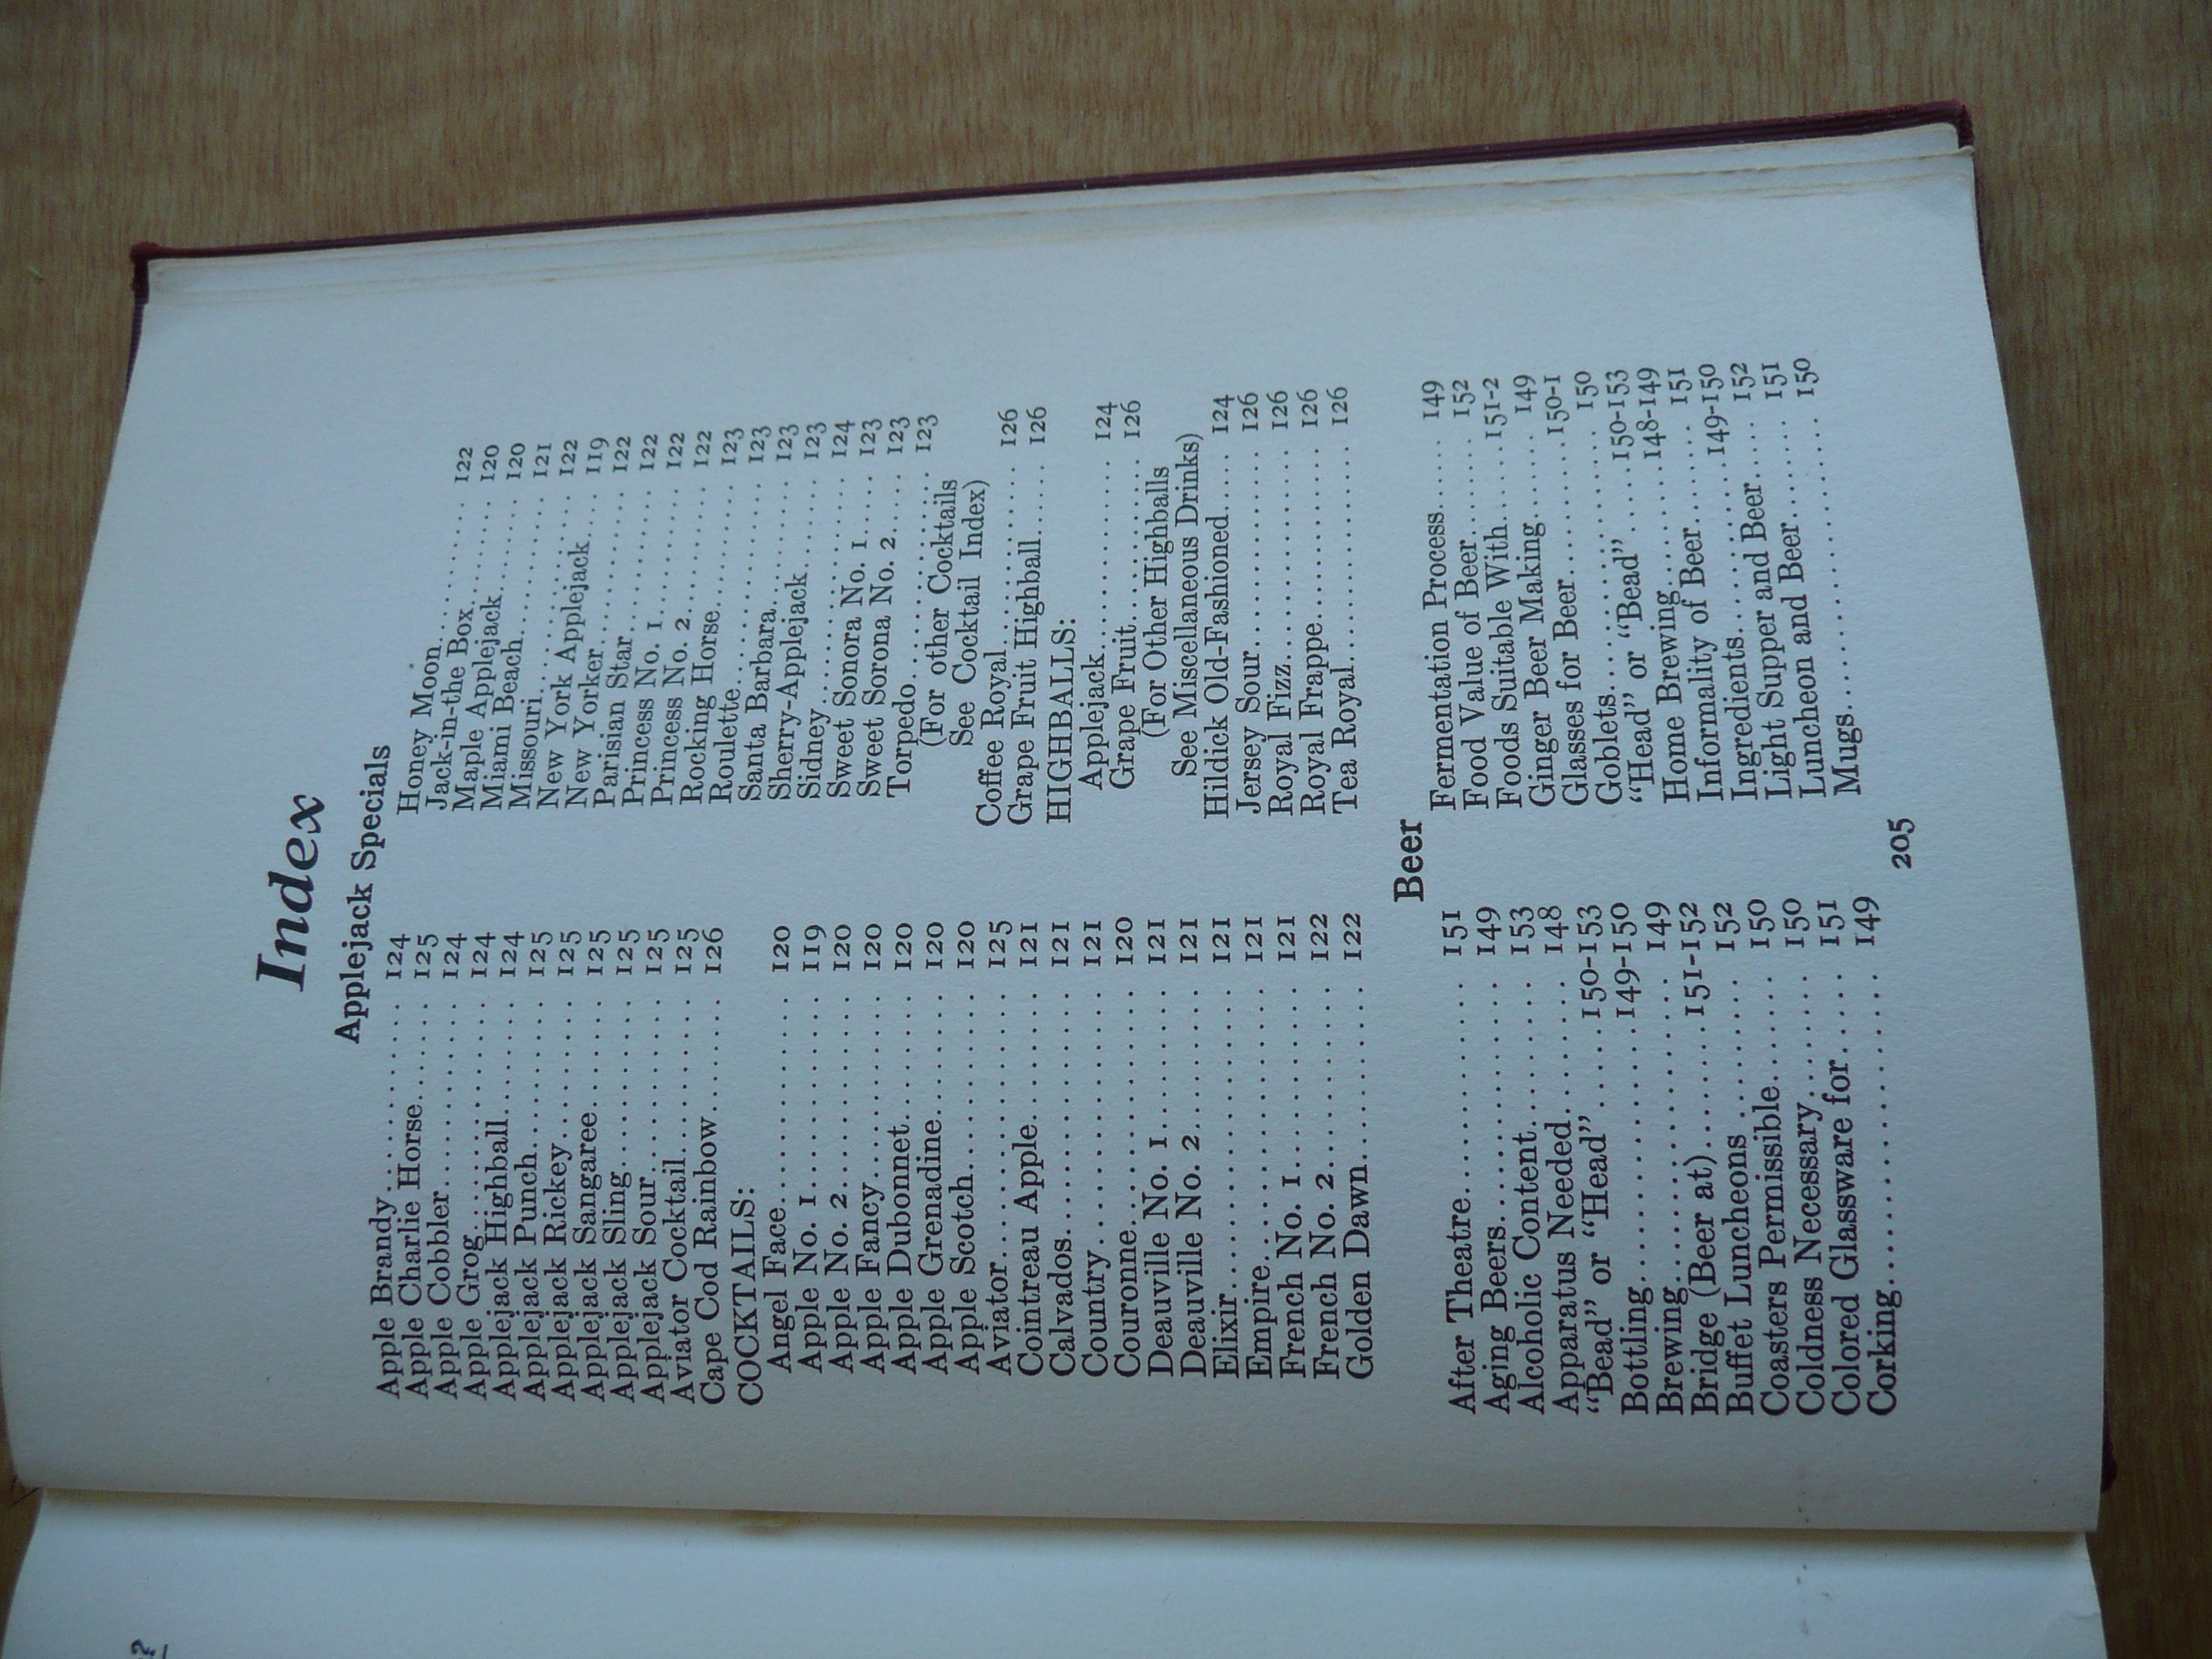 Index
Applejack Specials
Apple Brandy........ 124
Apple Charlie Horse........ 125
Apple Cobbler........ 124
Apple Grog........ 124
Applejack Highball........ 124
Applejack Punch........ 125
Applejack Rickey........ 125
Applejack Sangaree........ 125
Applejack Sling........ 125
Applejack Sour........ 125
Aviator Cocktail........ 125
Cape Cod Rainbow........ 126
COCKTAILS:
Angel Face........ 120
Apple No. 1........ 119
Apple No. 2........ 120
Apple Fancy........ 120
Apple Dubonnet........ 120
Apple Grenadine........ 120
Apple Scotch........ 120
Aviator........ 125
Cointreau Apple........ 121
Calvados........ 121
Country........ 121
Couronne........ 120
Deauville No. 1........ 121
Deauville No. 2........ 121
Elixir........ 121
Empire........ 121
French No. 1........ 121
French No. 2........ 122
Golden Dawn........ 122
Honey Moon........ 122
Jack-in-the Box........ 120
Maple Applejack........ 120
Miami Beach........ 121
Missouri........ 122
New York Applejack........ 119
New Yorker........ 122
Parisian Star........ 122
Princess No. 1........ 122
Princess No. 2........ 122
Rocking Horse........ 123
Roulette........ 123
Santa Barbara........ 123
Sherry-Applejack........ 123
Sidney........ 124
Sweet Sonora No. 1........ 123
Sweet Sorona No. 2........ 123
Torpedo........ 123
(For other Cocktails
See Cocktail Index)
Coffee Royal........ 126
Grape Fruit Highball........ 126
HIGHBALLS:
Applejack........ 124
Grape Fruit........ 126
(For Other Highballs
See Miscellaneous Drinks)
Hildick Old-Fashioned........ 124
Jersey Sour........ 126
Royal Fizz........ 126
Royal Frappe........ 126
Tea Royal........ 126
Beer
After Theatre........ 151
Aging Beers........ 149
Alcoholic Content........ 153
Apparatus Needed........ 148
“Bead” or “Head”........ 150-153
Bottling........ 149-150
Brewing........ 149
Bridge (Beer at)........ 151-152
Buffet Luncheons........ 152
Coasters Permissible........ 150
Coldness Necessary........ 150
Colored Glassware for........ 151
Corking........ 149
Fermentation Process........ 149
Food Value of Beer........ 152
Foods Suitable With........ 151-2
Ginger Beer Making........ 149
Glasses for Beer........ 150-1
Goblets........ 150
“Head” or “Bead”........ 150-153
Home Brewing........ 148-149
Informality of Beer........ 151
Ingredients........ 149-150
Light Supper and Beer........ 152
Luncheon and Beer........ 151
Mugs........ 150
205